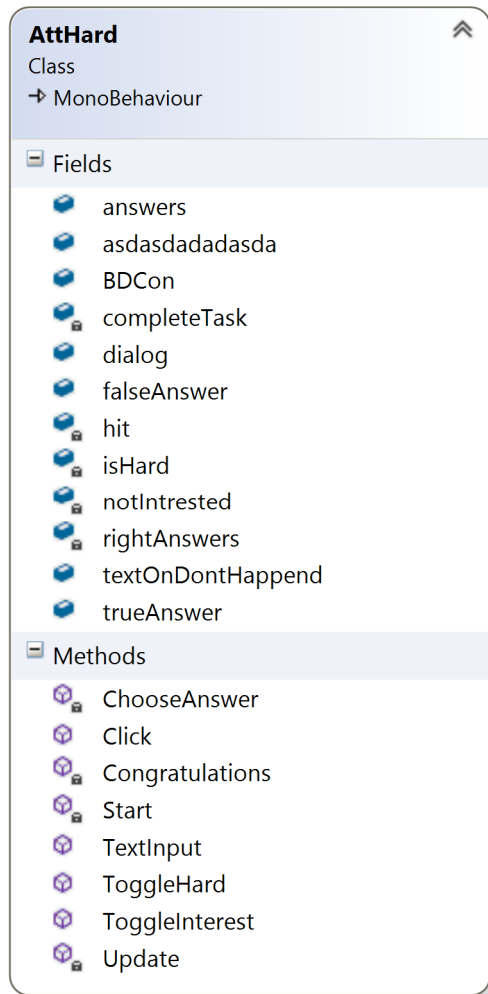 AttHard
Class
MonoBehaviour
Fields
answers
asdasdadadasda
BDCon
completeTask
dialog
falseAnswer
hit
isHard
notIntrested
rightAnswers
textOnDontHappend
trueAnswer
Methods
ChooseAnswer
Click
Congratulations
Start
TextInput
ToggleHard
ToggleInterest
Update